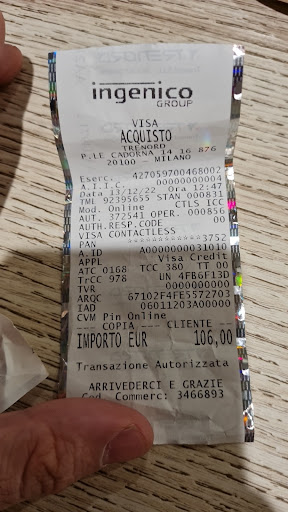 ingenico
GROUP
VISA
ACQUISTO
TRENORD
P.LE CADORNA 14 16 876
20100 - MILANO
Eserc. 427059700468002
A.I.I.C. 00000000004
Data 13/12/22 Ora 12:47
TML 92395655 STAN 000831
Mod. Online CTLS ICC
AUT. 372541 OPER. 000856
AUTH.RESP.CODE 00
VISA CONTACTLESS
PAN ************3752
A.ID A0000000031010
APPL Visa Credit
ATC 0168 TCC 380 TT 00
TrCC 978 UN 4FB6F13D
TVR 0000000000
ARQC 67102F4FE5572703
IAD 06011203A00000
CVM Pin Online
--- COPIA --- CLIENTE
IMPORTO EUR 106,00
Transazione Autorizzata
ARRIVEDERCI E GRAZIE
Cod. Commerc: 3466893